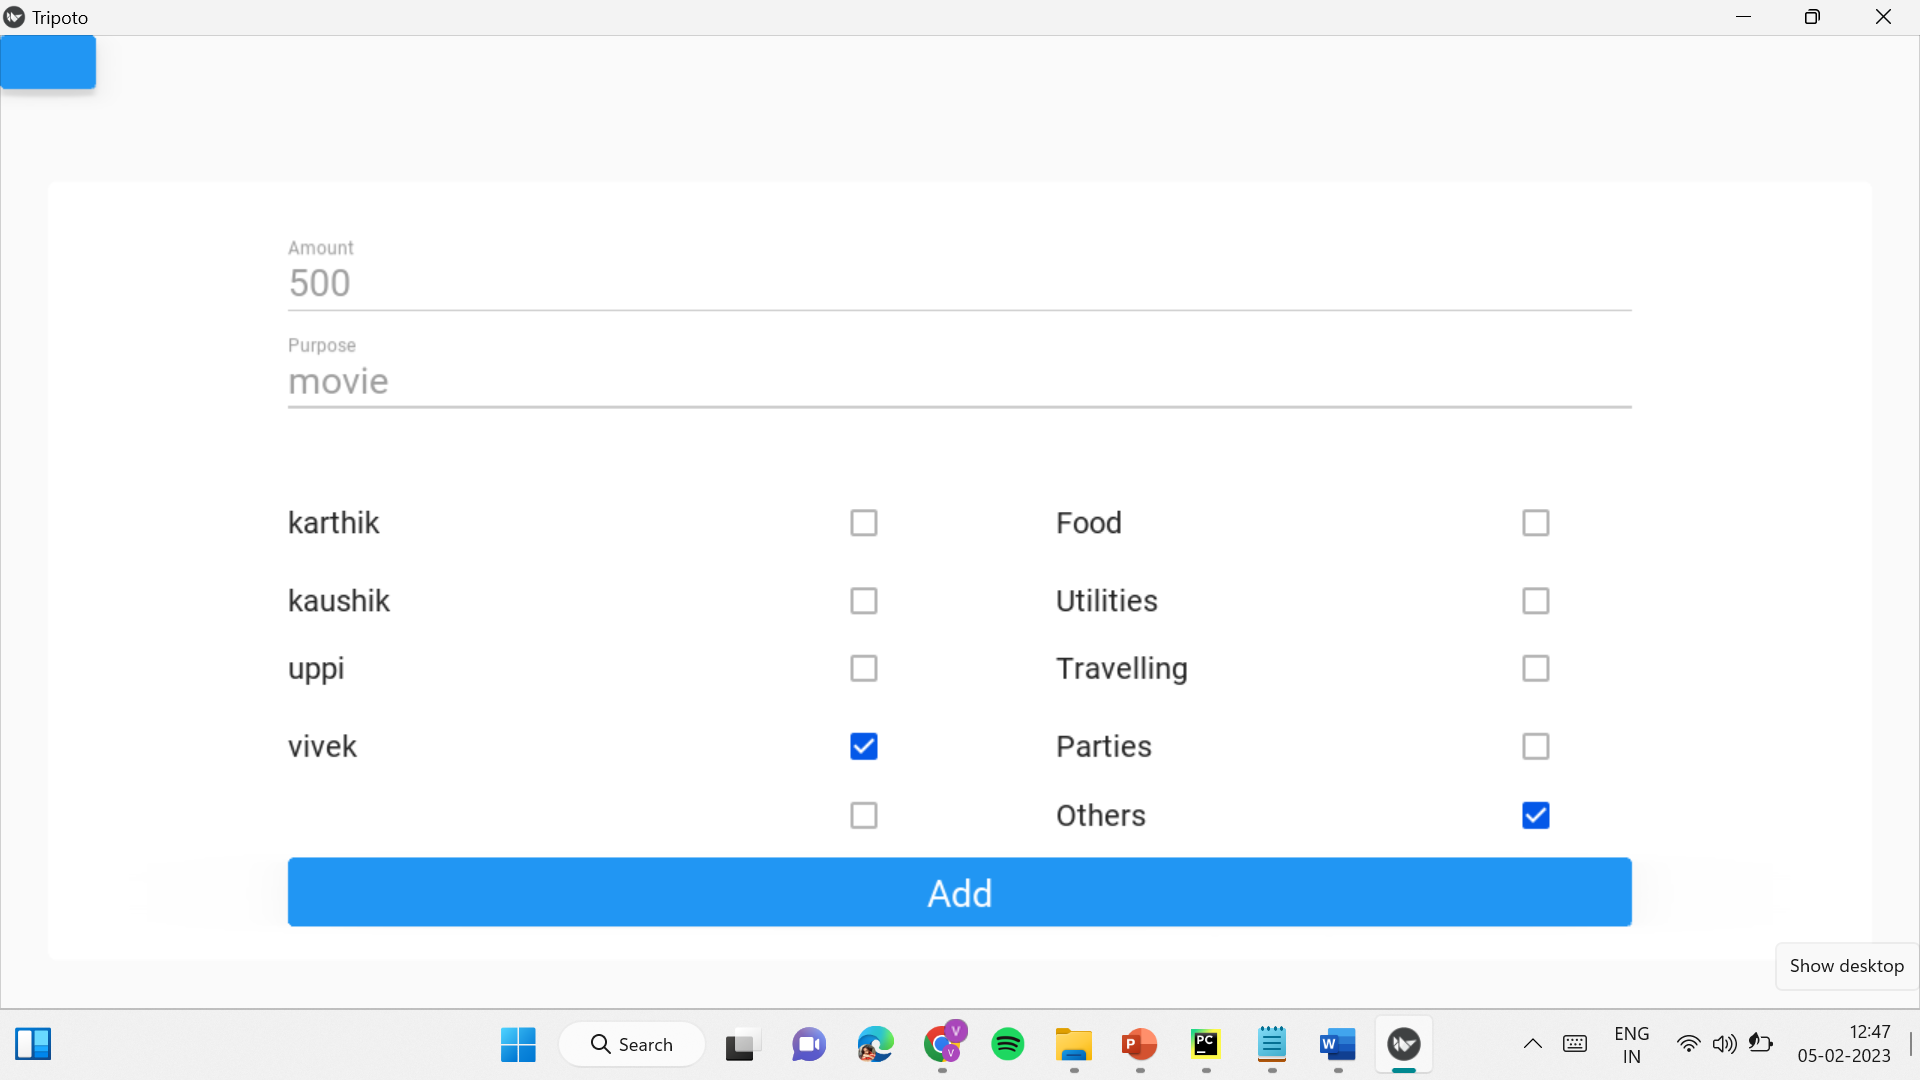 Tripoto
Amount
500
Purpose
movie
karthik
Food
kaushik
Utilities
uppi
Travelling
vivek
Parties
Others
Add
Show desktop
Search
V
V
P
PC
W
ENG
IN
12:47
05-02-2023